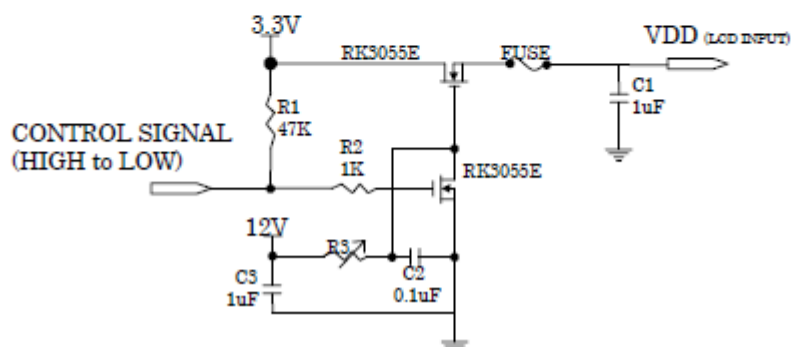 3.3V
RK3055E
FUSE
VDD (LCD INPUT)
R1
47K
C1
1uF
CONTROL SIGNAL
(HIGH to LOW)
R2
1K
RK3055E
12V
R3
C2
0.1uF
C3
1uF